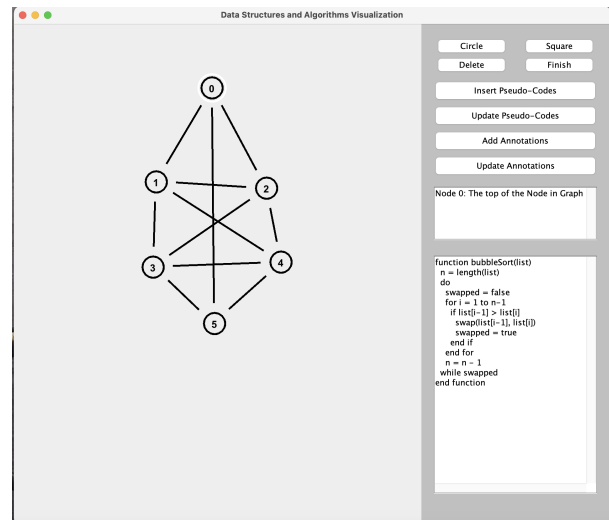 Data Structures and Algorithms Visualization
Circle
Square
Delete
Finish
Insert Pseudo-Codes
Update Pseudo-Codes
Add Annotations
Update Annotations
Node 0: The top of the Node in Graph
function bubbleSort(list)
  n = length(list)
  do
    swapped = false
    for i = 1 to n-1
      if list[i-1] > list[i]
        swap(list[i-1], list[i])
        swapped = true
      end if
    end for
    n = n - 1
  while swapped
end function
0
1
2
3
4
5